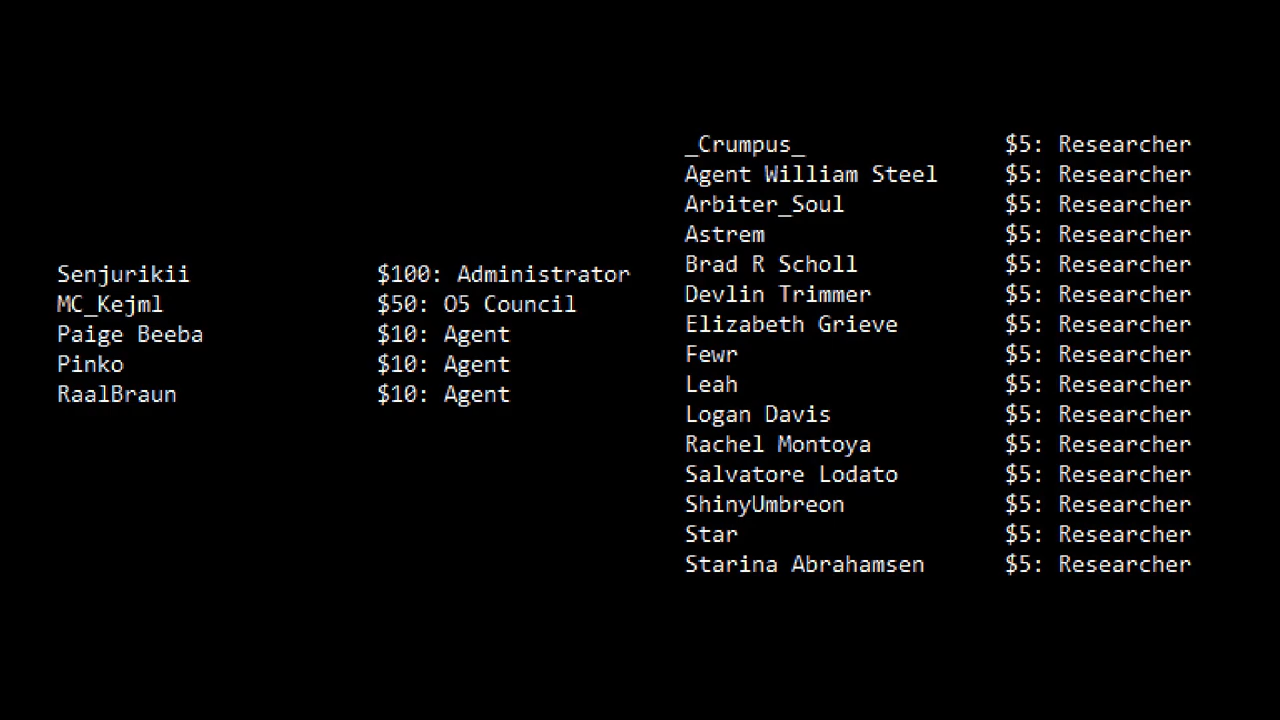 Senjurikii $100: Administrator
MC_Kejml $50: O5 Council
Paige Beeba $10: Agent
Pinko $10: Agent
RaalBraun $10: Agent
_Crumpus_ $5: Researcher
Agent William Steel $5: Researcher
Arbiter_Soul $5: Researcher
Astrem $5: Researcher
Brad R Scholl $5: Researcher
Devlin Trimmer $5: Researcher
Elizabeth Grieve $5: Researcher
Fewr $5: Researcher
Leah $5: Researcher
Logan Davis $5: Researcher
Rachel Montoya $5: Researcher
Salvatore Lodato $5: Researcher
ShinyUmbreon $5: Researcher
Star $5: Researcher
Starina Abrahamsen $5: Researcher